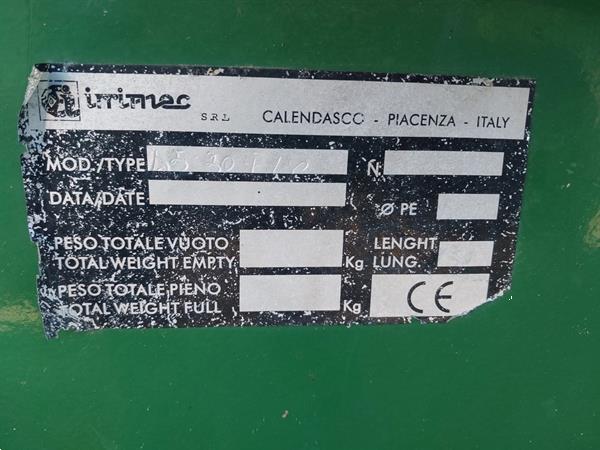 irrimec
S.R.L CALENDASCO - PIACENZA - ITALY
MOD./TYPE N.
DATA/DATE
Ø PE
PESO TOTALE VUOTO LENGHT
TOTAL WEIGHT EMPTY Kg LUNG.
PESO TOTALE PIENO
TOTAL WEIGHT FULL Kg CE